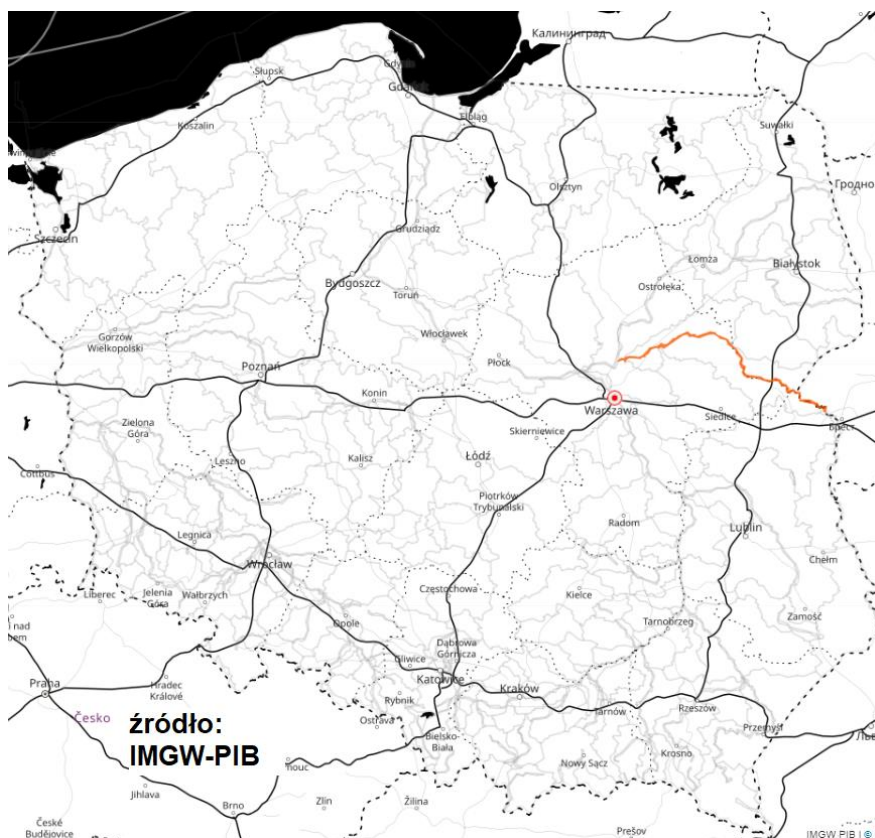 Калининград
Słupsk
Gdynia
Gdańsk
Koszalin
Elbląg
Suwałki
Гродно
Olsztyn
Szczecin
Grudziądz
Łomża
Białystok
Ostrołęka
Bydgoszcz
Toruń
Gorzów
Wielkopolski
Włocławek
Płock
Poznań
Konin
Warszawa
Siedlce
Брест
Zielona
Góra
Skierniewice
Leszno
Kalisz
Łódź
Cottbus
Piotrków
Trybunalski
Radom
Legnica
Lublin
Wrocław
Chełm
Liberec
Jelenia
Góra
Wałbrzych
Częstochowa
Kielce
Zamość
Opole
Tarnobrzeg
nad
Dąbrowa
Górnicza
Gliwice
Katowice
Praha
Hradec
Králové
Kraków
Rybnik
Tarnów
Rzeszów
Česko
źródło:
IMGW-PIB
Ostrava
Bielsko-
Biała
Przemyśl
Krosno
Nowy Sącz
mouc
Jihlava
Zlín
Žilina
Brno
České
Budějovice
Prešov
IMGW PIB | ©